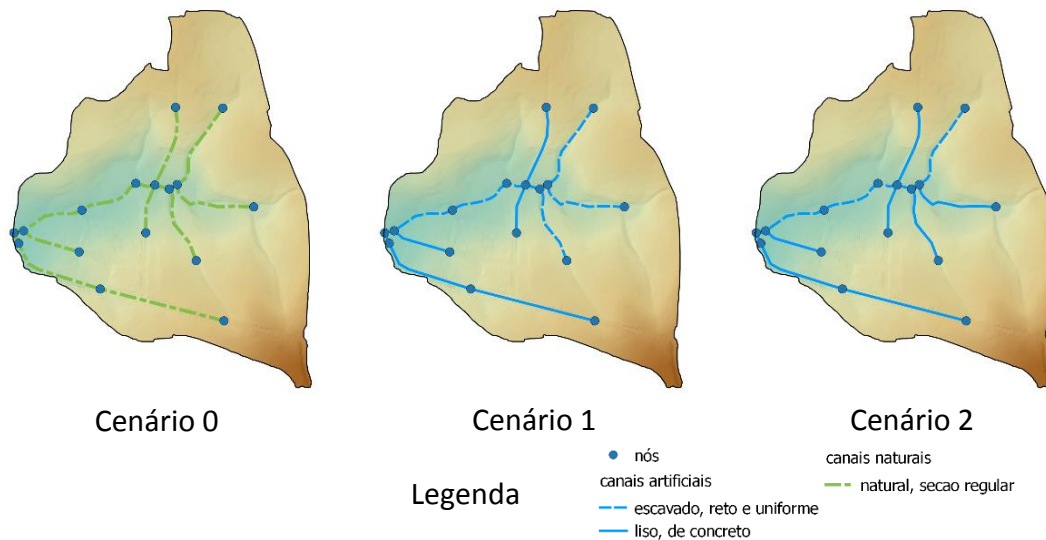 Cenário 0
Cenário 1
Cenário 2
Legenda
nós
canais artificiais
escavado, reto e uniforme
liso, de concreto
canais naturais
natural, secao regular